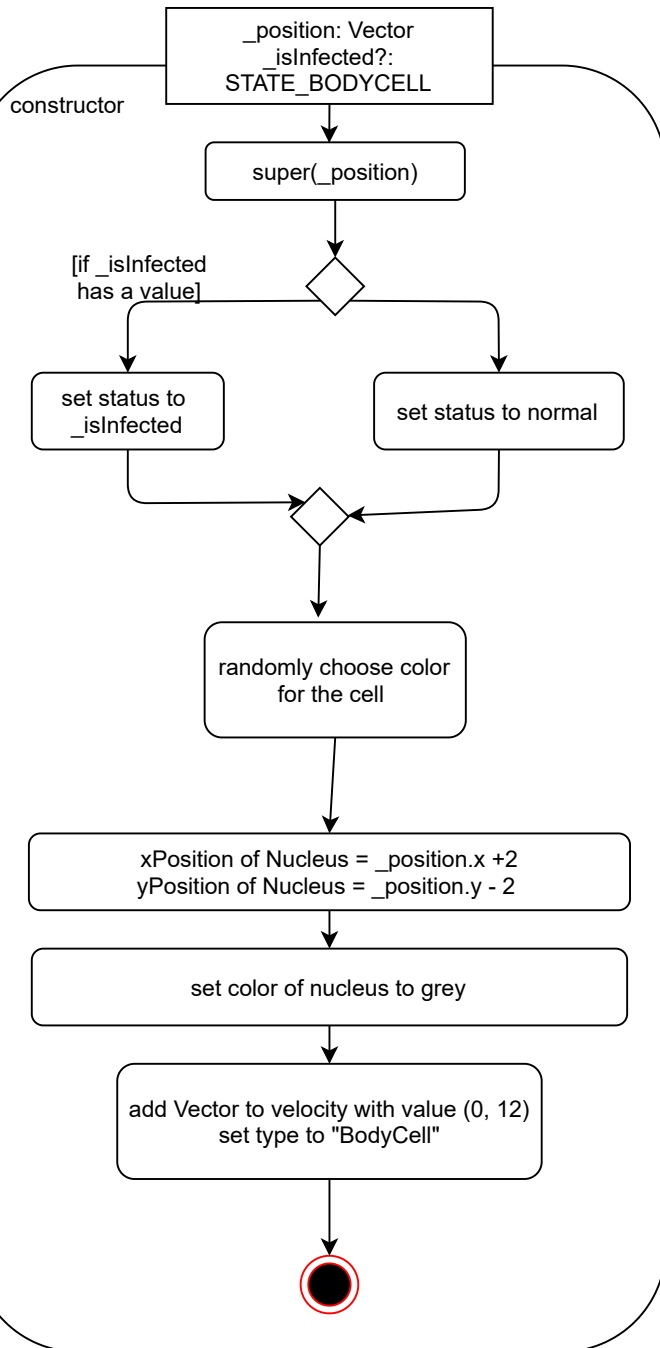 _position: Vector
_isInfected?:
STATE_BODYCELL
constructor
super(_position)
[if _isInfected
has a value]
set status to
_isInfected
set status to normal
randomly choose color
for the cell
xPosition of Nucleus = _position.x +2
yPosition of Nucleus = _position.y - 2
set color of nucleus to grey
add Vector to velocity with value (0, 12)
set type to "BodyCell"